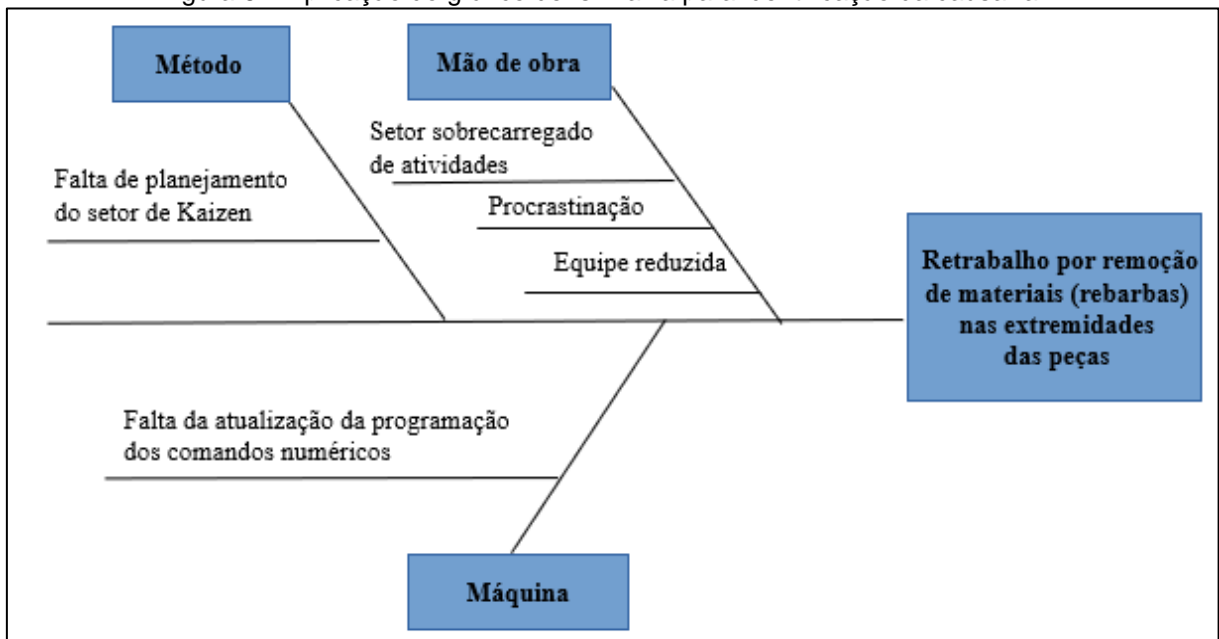 Método
Mão de obra
Setor sobrecarregado
de atividades
Falta de planejamento
do setor de Kaizen
Procrastinação
Equipe reduzida
Retrabalho por remoção
de materiais (rebarbas)
nas extremidades
das peças
Falta da atualização da programação
dos comandos numéricos
Máquina